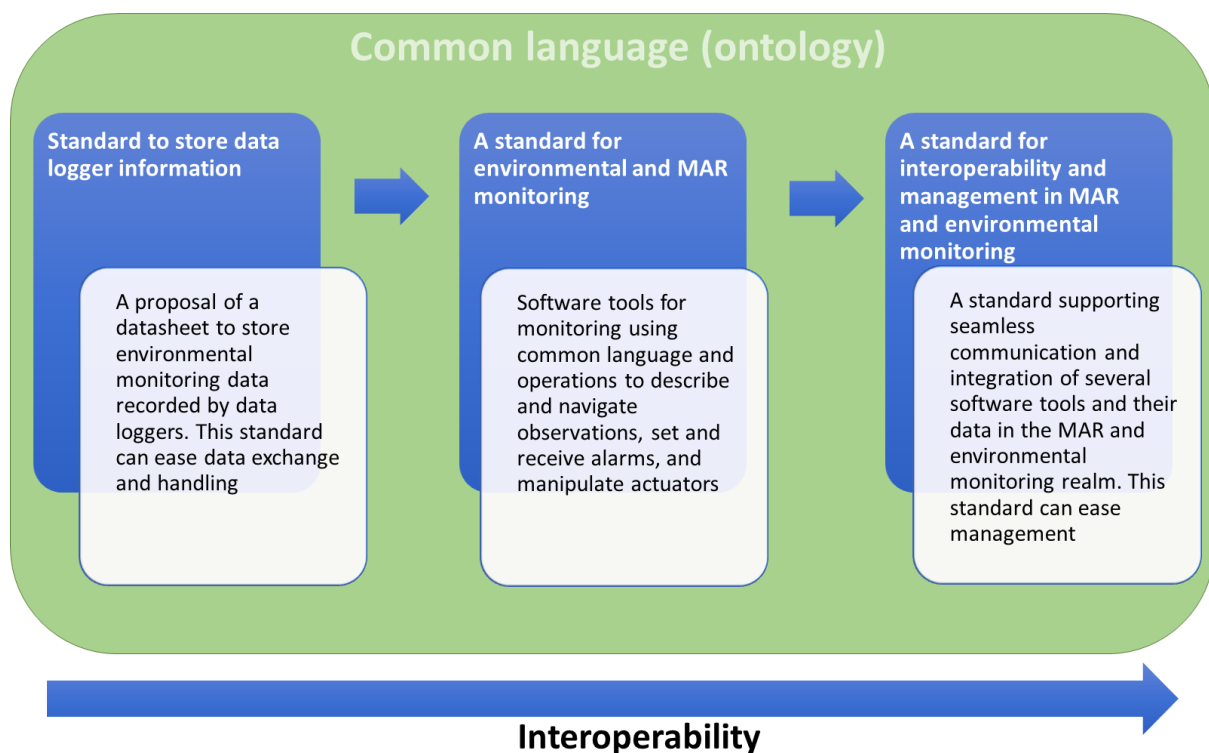 Common language (ontology)
Standard to store data
logger information
A proposal of a
datasheet to store
environmental
monitoring data
recorded by data
loggers. This standard
can ease data exchange
and handling
A standard for
environmental and MAR
monitoring
Software tools for
monitoring using
common language and
operations to describe
and navigate
observations, set and
receive alarms, and
manipulate actuators
A standard for
interoperability and
management in MAR
and environmental
monitoring
A standard supporting
seamless
communication and
integration of several
software tools and their
data in the MAR and
environmental
monitoring realm. This
standard can ease
management
Interoperability